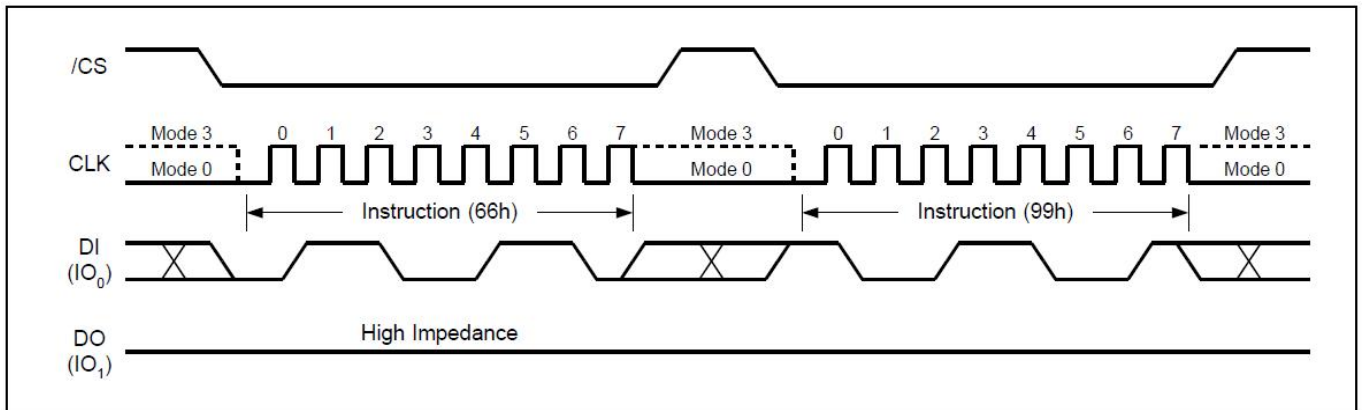 /CS
Mode 3 0 1 2 3 4 5 6 7 Mode 3 0 1 2 3 4 5 6 7 Mode 3
CLK Mode 0 Mode 0 Mode 0
Instruction (66h) Instruction (99h)
DI
(IO₀)
High Impedance
DO
(IO₁)